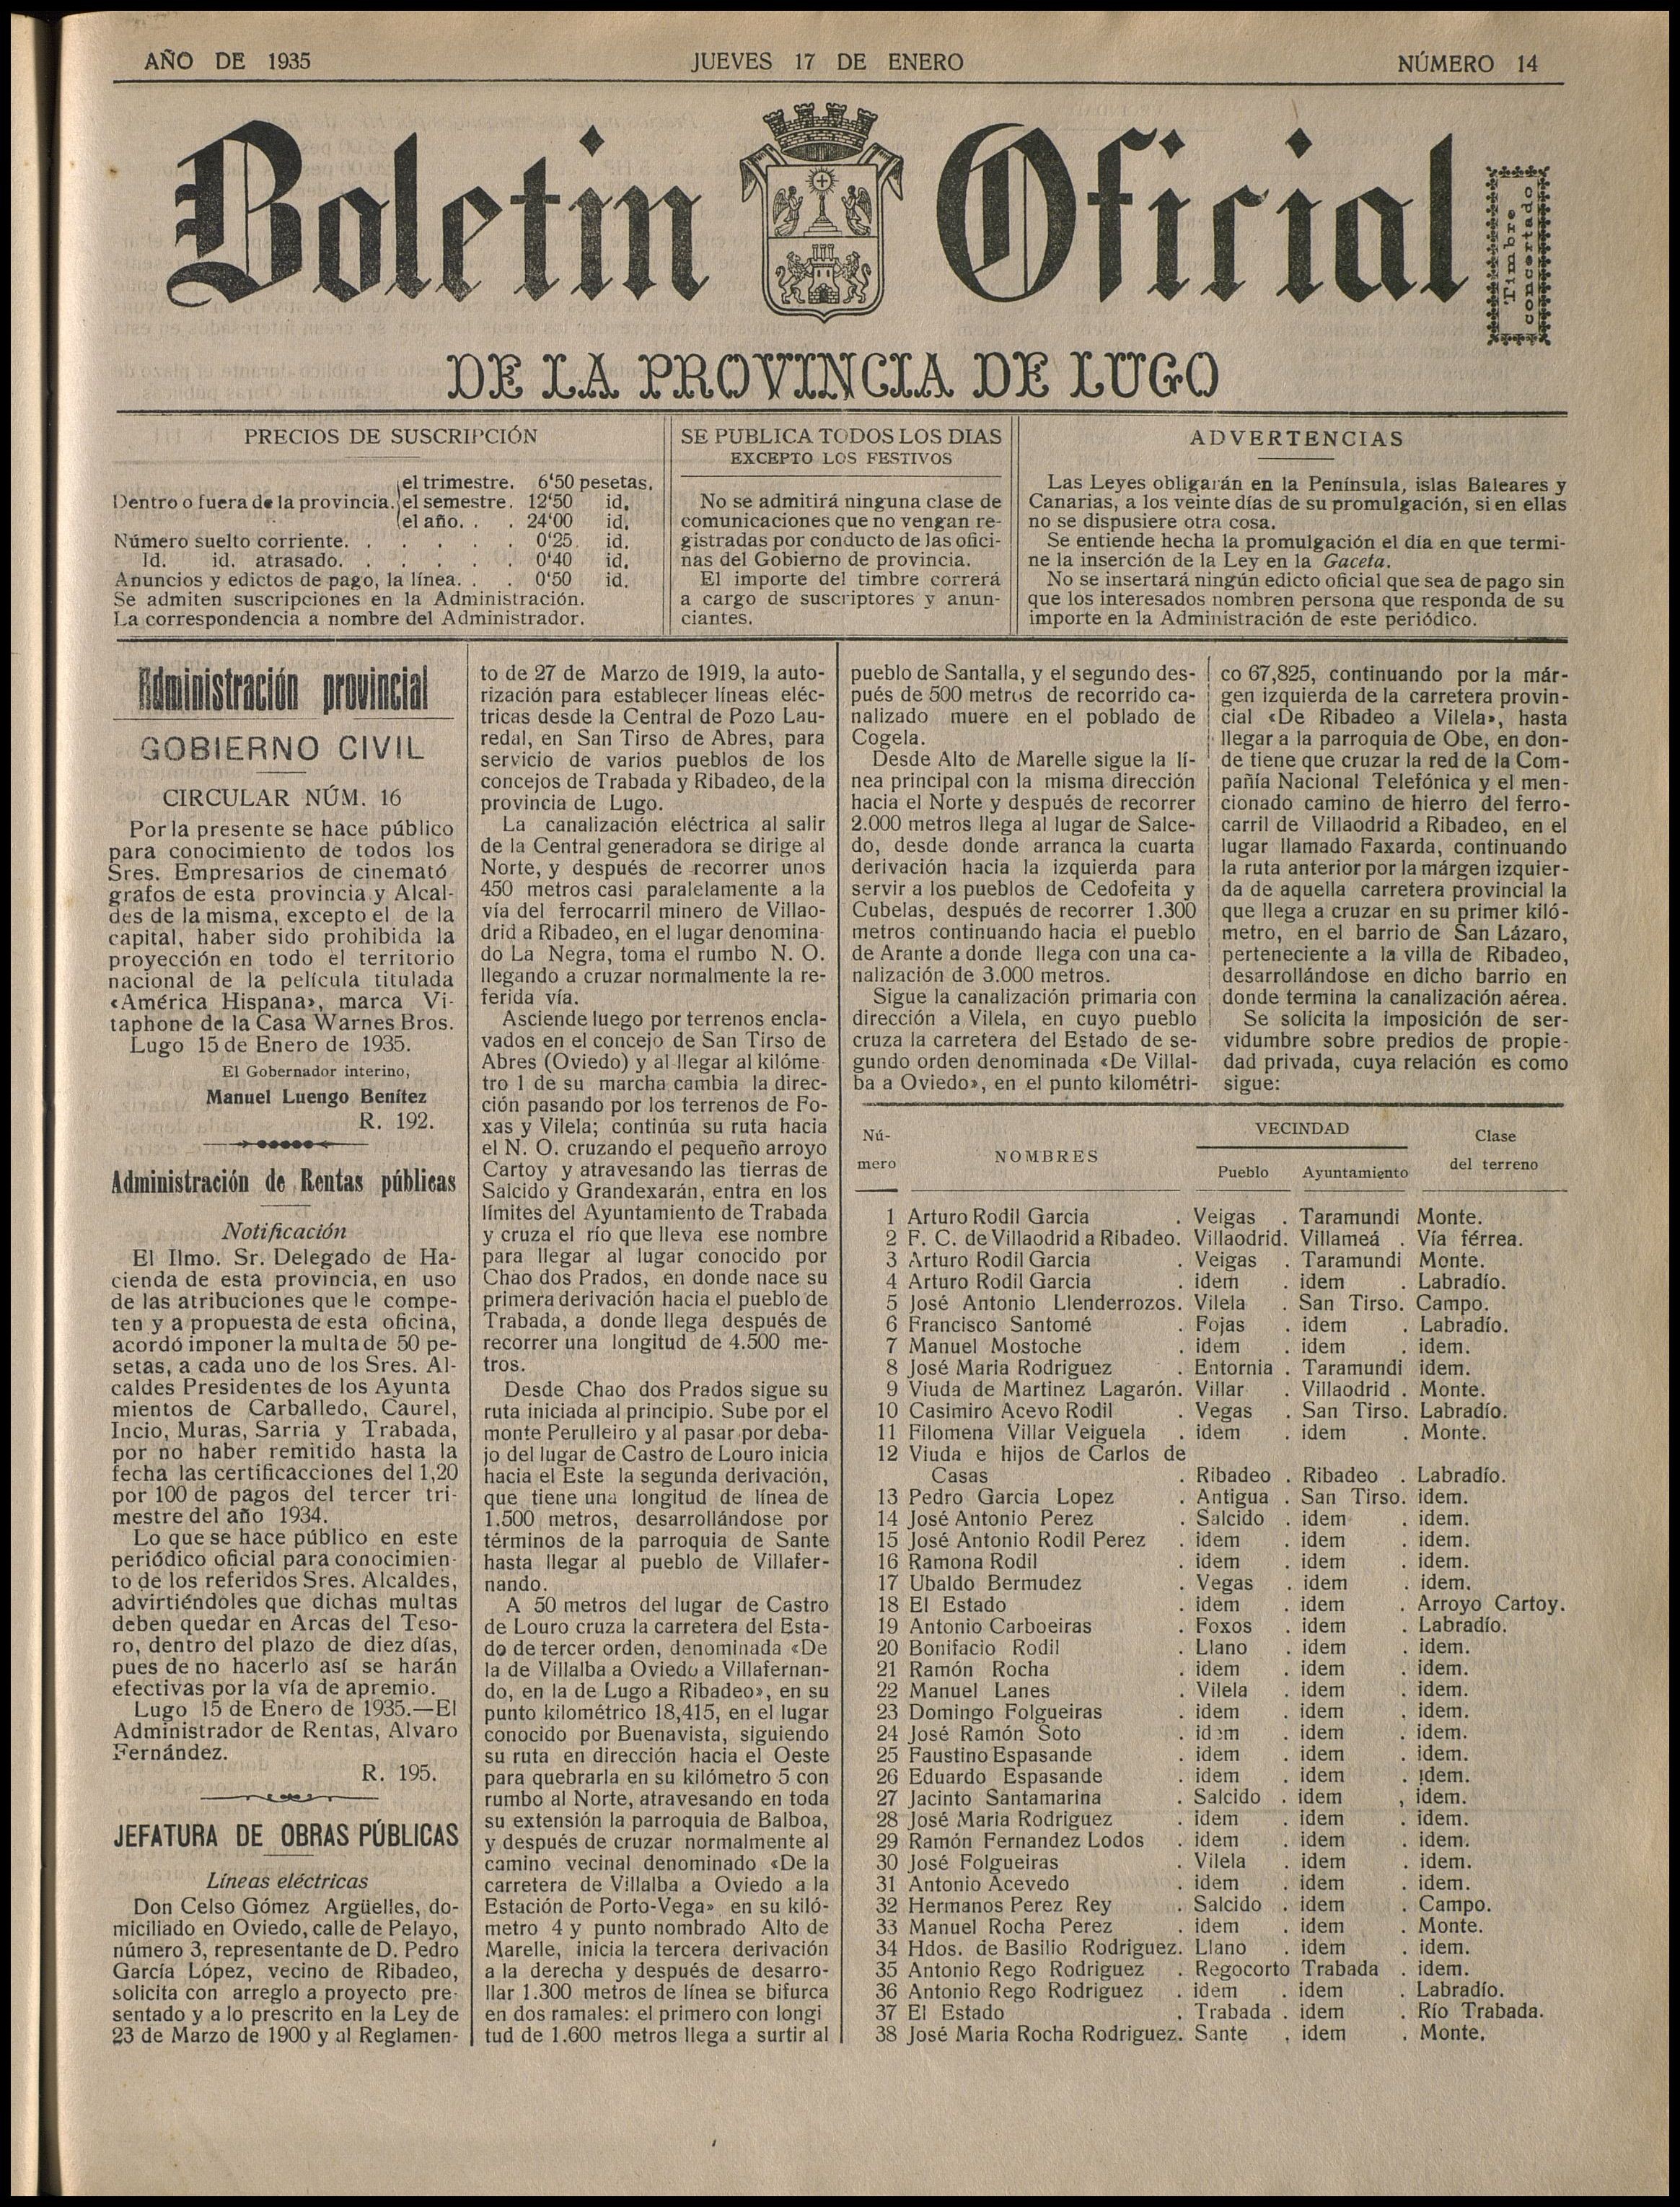 AÑO DE 1935
JUEVES 17 DE ENERO
NÚMERO 14
Boletin Oficial
Timbre
concertado
DE LA PROVINCIA DE LUGO
PRECIOS DE SUSCRIPCIÓN
el trimestre. 6'50 pesetas.
Dentro o fuera de la provincia. el semestre. 12'50 id.
el año. . . 24'00 id.
Número suelto corriente. . . . . . 0'25 id.
Id. id. atrasado. . . . . . 0'40 id.
Anuncios y edictos de pago, la línea. . . 0'50 id.
Se admiten suscripciones en la Administración.
La correspondencia a nombre del Administrador.
SE PUBLICA TODOS LOS DIAS
EXCEPTO LOS FESTIVOS
No se admitirá ninguna clase de
comunicaciones que no vengan re-
gistradas por conducto de las ofici-
nas del Gobierno de provincia.
El importe del timbre correrá
a cargo de suscriptores y anun-
ciantes.
ADVERTENCIAS
Las Leyes obligarán en la Península, islas Baleares y
Canarias, a los veinte días de su promulgación, si en ellas
no se dispusiere otra cosa.
Se entiende hecha la promulgación el día en que termi-
ne la inserción de la Ley en la Gaceta.
No se insertará ningún edicto oficial que sea de pago sin
que los interesados nombren persona que responda de su
importe en la Administración de este periódico.
Administración provincial
GOBIERNO CIVIL
CIRCULAR NÚM. 16
Por la presente se hace público
para conocimiento de todos los
Sres. Empresarios de cinemató
grafos de esta provincia y Alcal-
des de la misma, excepto el de la
capital, haber sido prohibida la
proyección en todo el territorio
nacional de la película titulada
«América Hispana», marca Vi-
taphone de la Casa Warnes Bros.
Lugo 15 de Enero de 1935.
El Gobernador interino,
Manuel Luengo Benítez
R. 192.
Administración de Rentas públicas
Notificación
El Ilmo. Sr. Delegado de Ha-
cienda de esta provincia, en uso
de las atribuciones que le compe-
ten y a propuesta de esta oficina,
acordó imponer la multa de 50 pe-
setas, a cada uno de los Sres. Al-
caldes Presidentes de los Ayunta
mientos de Carballedo, Caurel,
Incio, Muras, Sarria y Trabada,
por no haber remitido hasta la
fecha las certificacciones del 1,20
por 100 de pagos del tercer tri-
mestre del año 1934.
Lo que se hace público en este
periódico oficial para conocimien-
to de los referidos Sres. Alcaldes,
advirtiéndoles que dichas multas
deben quedar en Arcas del Teso-
ro, dentro del plazo de diez días,
pues de no hacerlo así se harán
efectivas por la vía de apremio.
Lugo 15 de Enero de 1935.—El
Administrador de Rentas, Alvaro
Fernández.
R. 195.
JEFATURA DE OBRAS PÚBLICAS
Líneas eléctricas
Don Celso Gómez Argüelles, do-
miciliado en Oviedo, calle de Pelayo,
número 3, representante de D. Pedro
García López, vecino de Ribadeo,
solicita con arreglo a proyecto pre-
sentado y a lo prescrito en la Ley de
23 de Marzo de 1900 y al Reglamen-
to de 27 de Marzo de 1919, la auto-
rización para establecer líneas eléc-
tricas desde la Central de Pozo Lau-
redal, en San Tirso de Abres, para
servicio de varios pueblos de los
concejos de Trabada y Ribadeo, de la
provincia de Lugo.
La canalización eléctrica al salir
de la Central generadora se dirige al
Norte, y después de recorrer unos
450 metros casi paralelamente a la
vía del ferrocarril minero de Villao-
drid a Ribadeo, en el lugar denomina-
do La Negra, toma el rumbo N. O.
llegando a cruzar normalmente la re-
ferida vía.
Asciende luego por terrenos encla-
vados en el concejo de San Tirso de
Abres (Oviedo) y al llegar al kilóme-
tro 1 de su marcha cambia la direc-
ción pasando por los terrenos de Fo-
xas y Vilela; continúa su ruta hacia
el N. O. cruzando el pequeño arroyo
Cartoy y atravesando las tierras de
Salcido y Grandexarán, entra en los
límites del Ayuntamiento de Trabada
y cruza el río que lleva ese nombre
para llegar al lugar conocido por
Chao dos Prados, en donde nace su
primera derivación hacia el pueblo de
Trabada, a donde llega después de
recorrer una longitud de 4.500 me-
tros.
Desde Chao dos Prados sigue su
ruta iniciada al principio. Sube por el
monte Perulleiro y al pasar por deba-
jo del lugar de Castro de Louro inicia
hacia el Este la segunda derivación,
que tiene una longitud de línea de
1.500 metros, desarrollándose por
términos de la parroquia de Sante
hasta llegar al pueblo de Villafer-
nando.
A 50 metros del lugar de Castro
de Louro cruza la carretera del Esta-
do de tercer orden, denominada «De
la de Villalba a Oviedo a Villafernan-
do, en la de Lugo a Ribadeo», en su
punto kilométrico 18,415, en el lugar
conocido por Buenavista, siguiendo
su ruta en dirección hacia el Oeste
para quebrarla en su kilómetro 5 con
rumbo al Norte, atravesando en toda
su extensión la parroquia de Balboa,
y después de cruzar normalmente al
camino vecinal denominado «De la
carretera de Villalba a Oviedo a la
Estación de Porto-Vega» en su kiló-
metro 4 y punto nombrado Alto de
Marelle, inicia la tercera derivación
a la derecha y después de desarro-
llar 1.300 metros de línea se bifurca
en dos ramales: el primero con longi
tud de 1.600 metros llega a surtir al
pueblo de Santalla, y el segundo des-
pués de 500 metros de recorrido ca-
nalizado muere en el poblado de
Cogela.
Desde Alto de Marelle sigue la lí-
nea principal con la misma dirección
hacia el Norte y después de recorrer
2.000 metros llega al lugar de Salce-
do, desde donde arranca la cuarta
derivación hacia la izquierda para
servir a los pueblos de Cedofeita y
Cubelas, después de recorrer 1.300
metros continuando hacia el pueblo
de Arante a donde llega con una ca-
nalización de 3.000 metros.
Sigue la canalización primaria con
dirección a Vilela, en cuyo pueblo
cruza la carretera del Estado de se-
gundo orden denominada «De Villal-
ba a Oviedo», en el punto kilométri-
co 67,825, continuando por la már-
gen izquierda de la carretera provin-
cial «De Ribadeo a Vilela», hasta
llegar a la parroquia de Obe, en don-
de tiene que cruzar la red de la Com-
pañía Nacional Telefónica y el men-
cionado camino de hierro del ferro-
carril de Villaodrid a Ribadeo, en el
lugar llamado Faxarda, continuando
la ruta anterior por la márgen izquier-
da de aquella carretera provincial la
que llega a cruzar en su primer kiló-
metro, en el barrio de San Lázaro,
perteneciente a la villa de Ribadeo,
desarrollándose en dicho barrio en
donde termina la canalización aérea.
Se solicita la imposición de ser-
vidumbre sobre predios de propie-
dad privada, cuya relación es como
sigue:
Nú-
mero
NOMBRES
VECINDAD
Pueblo
Ayuntamiento
Clase
del terreno
1 Arturo Rodil Garcia . Veigas . Taramundi Monte.
2 F. C. de Villaodrid a Ribadeo. Villaodrid. Villameá . Vía férrea.
3 Arturo Rodil Garcia . Veigas . Taramundi Monte.
4 Arturo Rodil Garcia . idem . idem . Labradío.
5 José Antonio Llenderrozos. Vilela . San Tirso. Campo.
6 Francisco Santomé . Fojas . idem . Labradío.
7 Manuel Mostoche . idem . idem . idem.
8 José Maria Rodriguez . Entornia . Taramundi idem.
9 Viuda de Martinez Lagarón. Villar . Villaodrid . Monte.
10 Casimiro Acevo Rodil . Vegas . San Tirso. Labradío.
11 Filomena Villar Veiguela . idem . idem . Monte.
12 Viuda e hijos de Carlos de
Casas . Ribadeo . Ribadeo . Labradío.
13 Pedro Garcia Lopez . Antigua . San Tirso. idem.
14 José Antonio Perez . Salcido . idem . idem.
15 José Antonio Rodil Perez . idem . idem . idem.
16 Ramona Rodil . idem . idem . idem.
17 Ubaldo Bermudez . Vegas . idem . idem.
18 El Estado . idem . idem . Arroyo Cartoy.
19 Antonio Carboeiras . Foxos . idem . Labradío.
20 Bonifacio Rodil . Llano . idem . idem.
21 Ramón Rocha . idem . idem . idem.
22 Manuel Lanes . Vilela . idem . idem.
23 Domingo Folgueiras . idem . idem . idem.
24 José Ramón Soto . idem . idem . idem.
25 Faustino Espasande . idem . idem . idem.
26 Eduardo Espasande . idem . idem . idem.
27 Jacinto Santamarina . Salcido . idem , idem.
28 José Maria Rodriguez . idem . idem . idem.
29 Ramón Fernandez Lodos . idem . idem . idem.
30 José Folgueiras . Vilela . idem . idem.
31 Antonio Acevedo . idem . idem . idem.
32 Hermanos Perez Rey . Salcido . idem . Campo.
33 Manuel Rocha Perez . idem . idem . Monte.
34 Hdos. de Basilio Rodriguez. Llano . idem . idem.
35 Antonio Rego Rodriguez . Regocorto Trabada . idem.
36 Antonio Rego Rodriguez . idem . idem . Labradío.
37 El Estado . Trabada . idem . Río Trabada.
38 José Maria Rocha Rodriguez. Sante . idem . Monte.